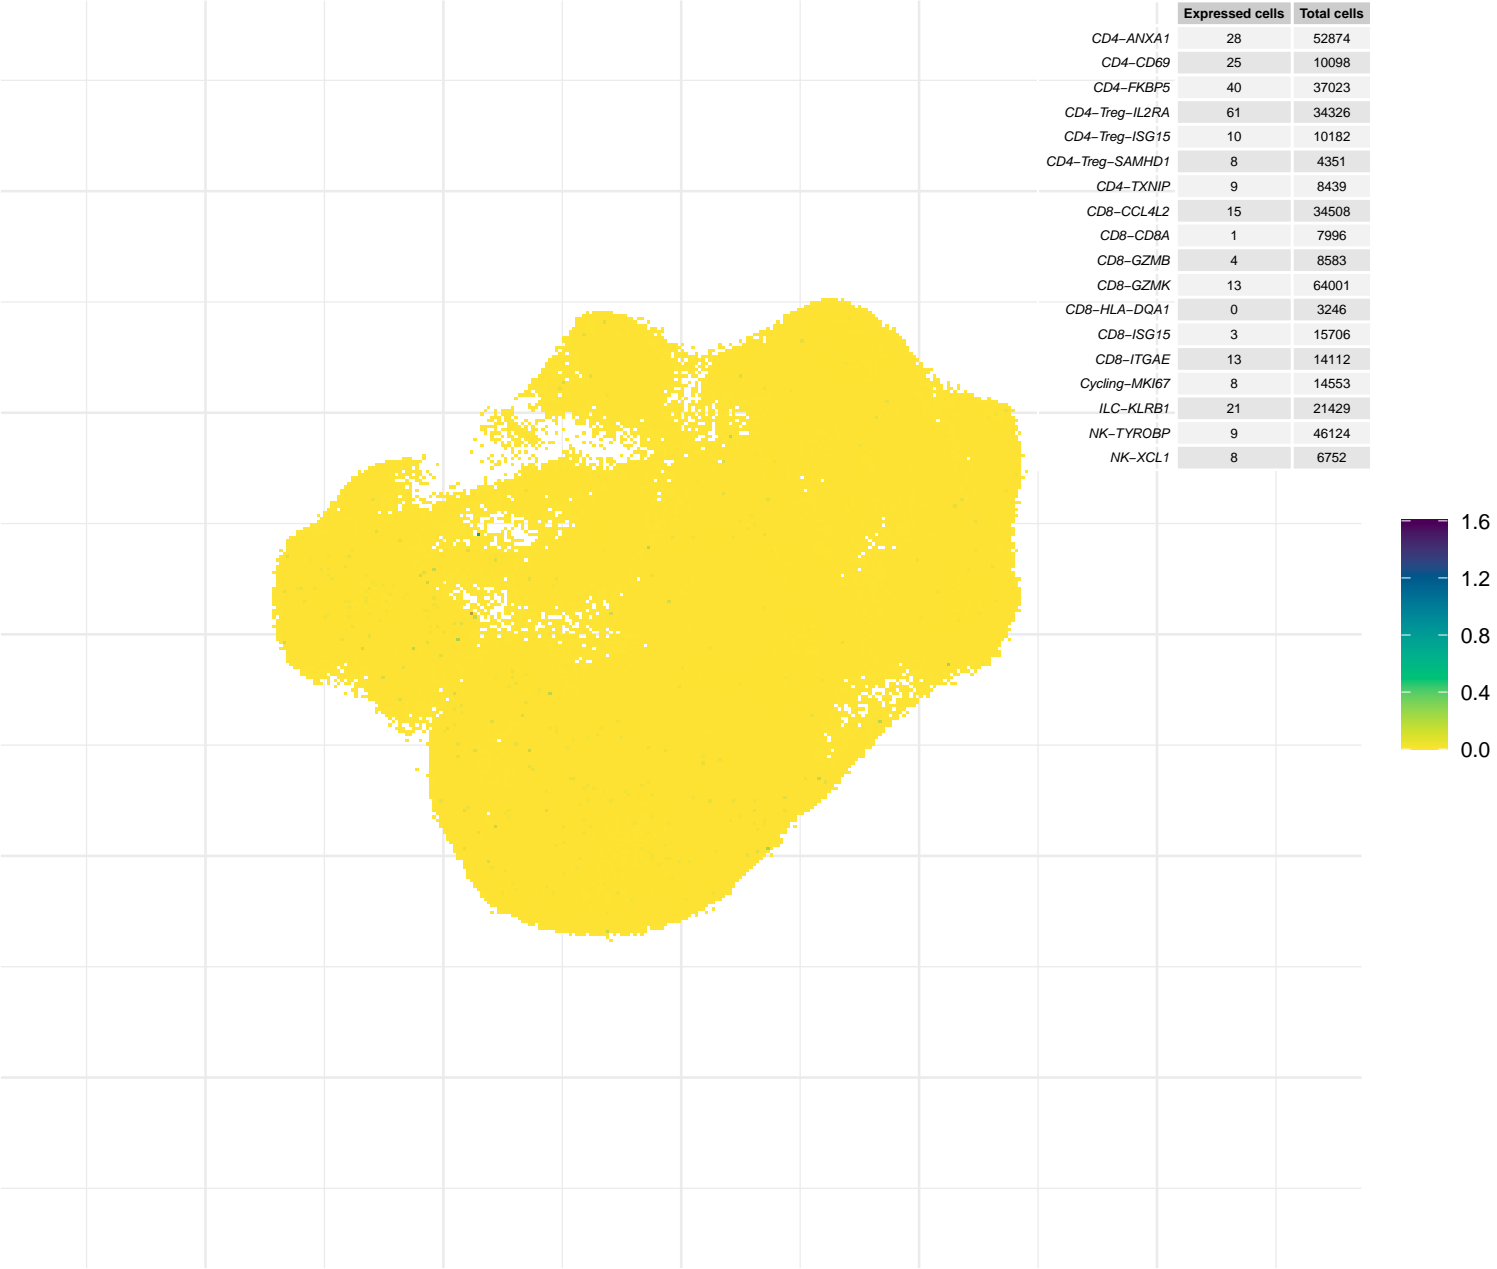 Expressed cells Total cells
CD4−ANXA1 28 52874
CD4−CD69 25 10098
CD4−FKBP5 40 37023
CD4−Treg−IL2RA 61 34326
CD4−Treg−ISG15 10 10182
CD4−Treg−SAMHD1 8 4351
CD4−TXNIP 9 8439
CD8−CCL4L2 15 34508
CD8−CD8A 1 7996
CD8−GZMB 4 8583
CD8−GZMK 13 64001
CD8−HLA−DQA1 0 3246
CD8−ISG15 3 15706
CD8−ITGAE 13 14112
Cycling−MKI67 8 14553
ILC−KLRB1 21 21429
NK−TYROBP 9 46124
NK−XCL1 8 6752
1.6
1.2
0.8
0.4
0.0